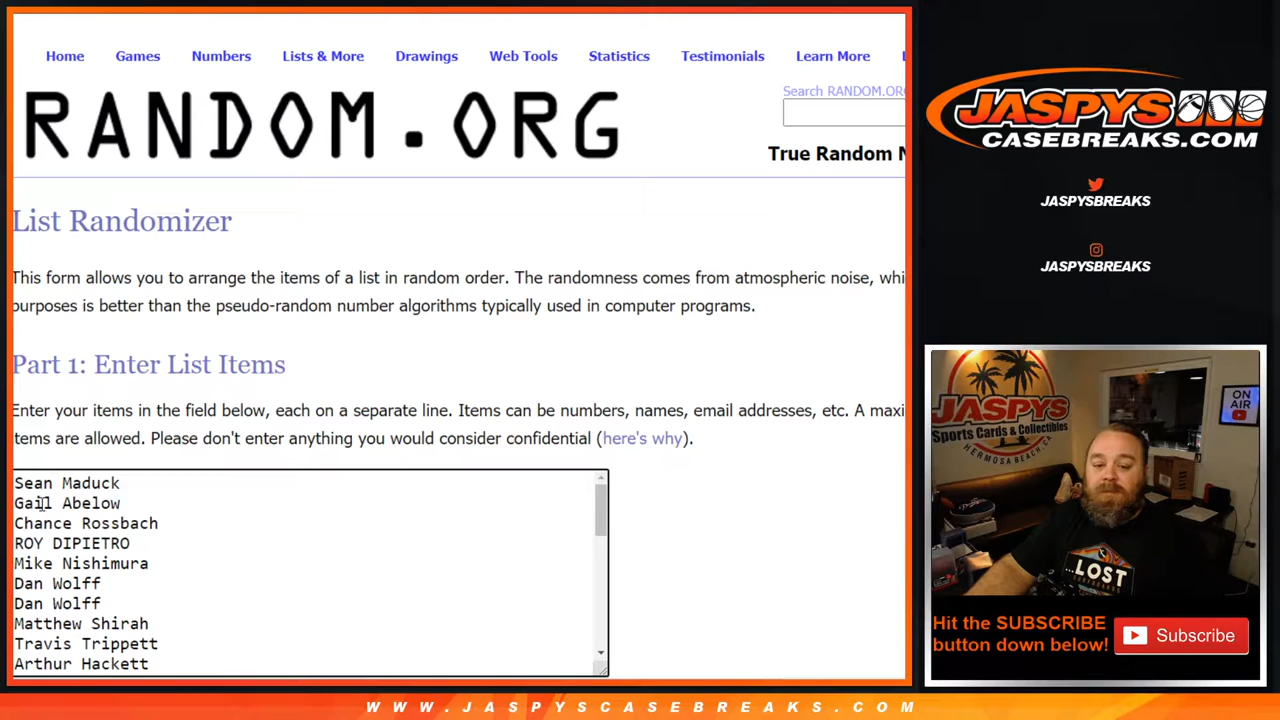 Home Games Numbers Lists & More Drawings Web Tools Statistics Testimonials Learn More
RANDOM.ORG
Search RANDOM.ORG
True Random
List Randomizer
This form allows you to arrange the items of a list in random order. The randomness comes from atmospheric noise,
purposes is better than the pseudo-random number algorithms typically used in computer programs.
Part 1: Enter List Items
Enter your items in the field below, each on a separate line. Items can be numbers, names, email addresses, etc. A
items are allowed. Please don't enter anything you would consider confidential (here's why).
Sean Maduck
Gail Abelow
Chance Rossbach
ROY DIPIETRO
Mike Nishimura
Dan Wolff
Dan Wolff
Matthew Shirah
Travis Trippett
Arthur Hackett
JASPYS
CASEBREAKS.COM
JASPYSBREAKS
JASPYSBREAKS
JASPYS
Sports Cards & Collectibles
HERMOSA BEACH, CA
ON
AIR
...LOST
Hit the SUBSCRIBE
button down below!
Subscribe
WWW.JASPYSCASEBREAKS.COM